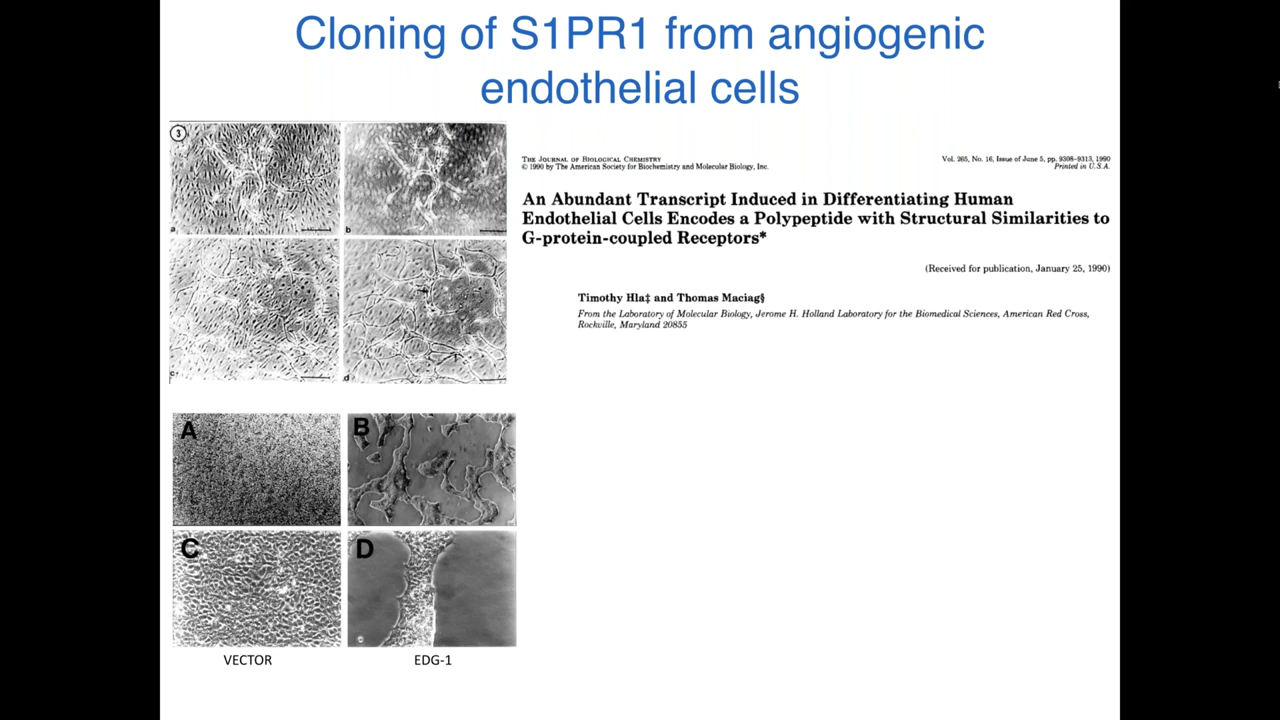 Cloning of S1PR1 from angiogenic
endothelial cells
3
a
b
c
d
THE JOURNAL OF BIOLOGICAL CHEMISTRY
© 1990 by The American Society for Biochemistry and Molecular Biology, Inc.
Vol. 265, No. 16, Issue of June 5, pp. 9308-9313, 1990
Printed in U.S.A.
An Abundant Transcript Induced in Differentiating Human
Endothelial Cells Encodes a Polypeptide with Structural Similarities to
G-protein-coupled Receptors*
(Received for publication, January 25, 1990)
Timothy Hla‡ and Thomas Maciag§
From the Laboratory of Molecular Biology, Jerome H. Holland Laboratory for the Biomedical Sciences, American Red Cross,
Rockville, Maryland 20855
A
B
C
D
VECTOR
EDG-1